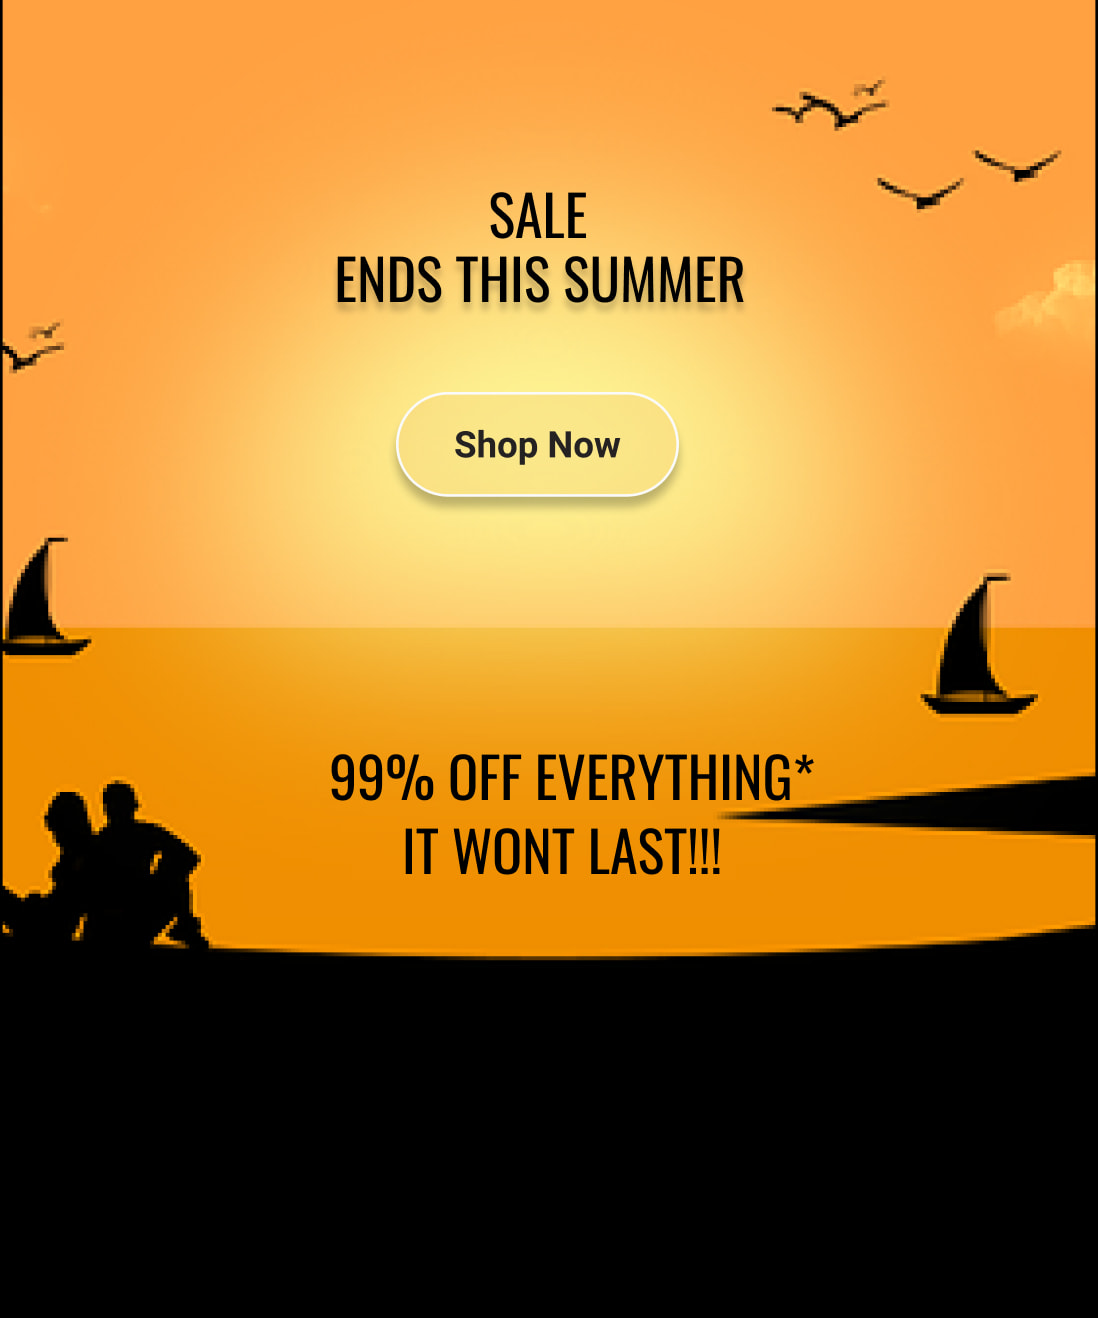 SALE
ENDS THIS SUMMER
Shop Now
99% OFF EVERYTHING*
IT WONT LAST!!!